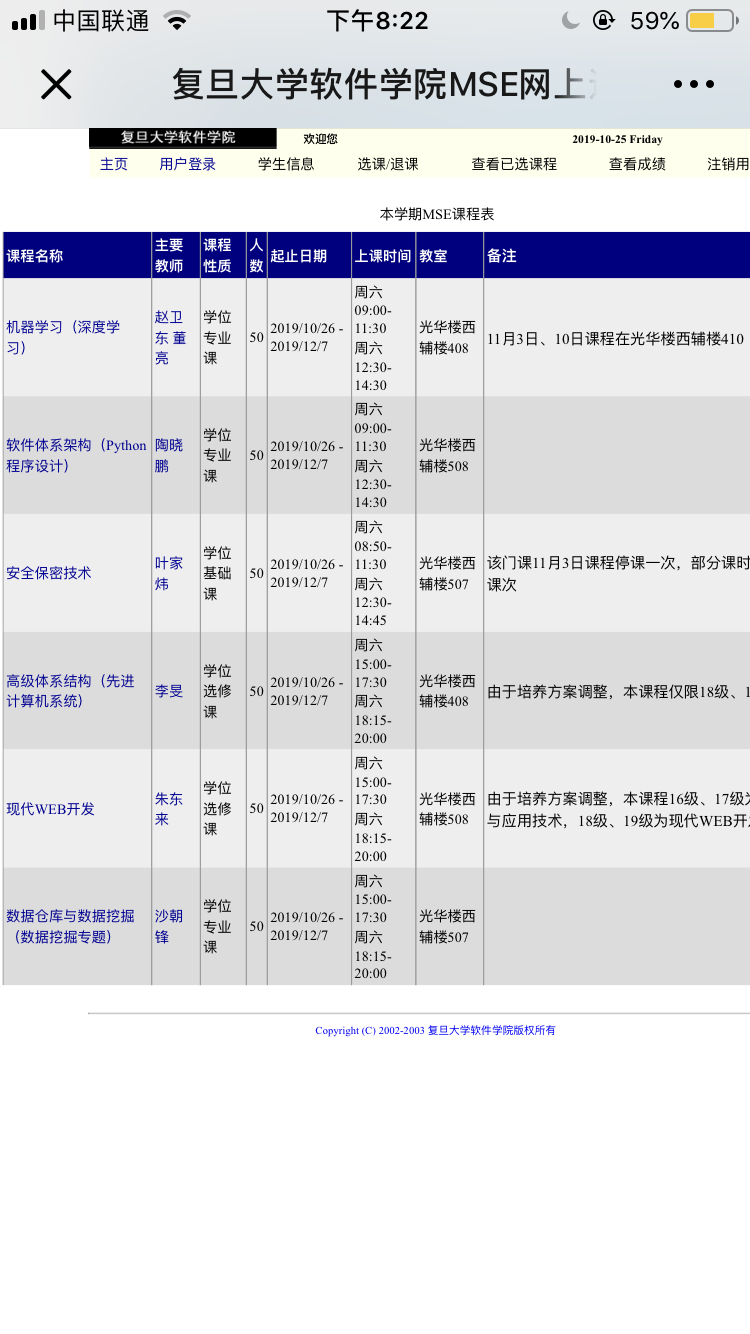 中国联通
下午8:22
59%
复旦大学软件学院MSE网上
复旦大学软件学院
欢迎您
2019-10-25 Friday
主页 用户登录 学生信息 选课/退课 查看已选课程 查看成绩 注销用
本学期MSE课程表
课程名称
主要
教师
课程
性质
人
数
起止日期
上课时间
教室
备注
机器学习（深度学
习）
赵卫
东 董
亮
学位
专业
课
50
2019/10/26 -
2019/12/7
周六
09:00-
11:30
周六
12:30-
14:30
光华楼西
辅楼408
11月3日、10日课程在光华楼西辅楼410
软件体系架构（Python
程序设计）
陶晓
鹏
学位
专业
课
50
2019/10/26 -
2019/12/7
周六
09:00-
11:30
周六
12:30-
14:30
光华楼西
辅楼508
安全保密技术
叶家
炜
学位
基础
课
50
2019/10/26 -
2019/12/7
周六
08:50-
11:30
周六
12:30-
14:45
光华楼西
辅楼507
该门课11月3日课程停课一次，部分课时
课次
高级体系结构（先进
计算机系统）
李旻
学位
选修
课
50
2019/10/26 -
2019/12/7
周六
15:00-
17:30
周六
18:15-
20:00
光华楼西
辅楼408
由于培养方案调整，本课程仅限18级、1
现代WEB开发
朱东
来
学位
选修
课
50
2019/10/26 -
2019/12/7
周六
15:00-
17:30
周六
18:15-
20:00
光华楼西
辅楼508
由于培养方案调整，本课程16级、17级为
与应用技术，18级、19级为现代WEB开发
数据仓库与数据挖掘
（数据挖掘专题）
沙朝
锋
学位
专业
课
50
2019/10/26 -
2019/12/7
周六
15:00-
17:30
周六
18:15-
20:00
光华楼西
辅楼507
Copyright (C) 2002-2003 复旦大学软件学院版权所有